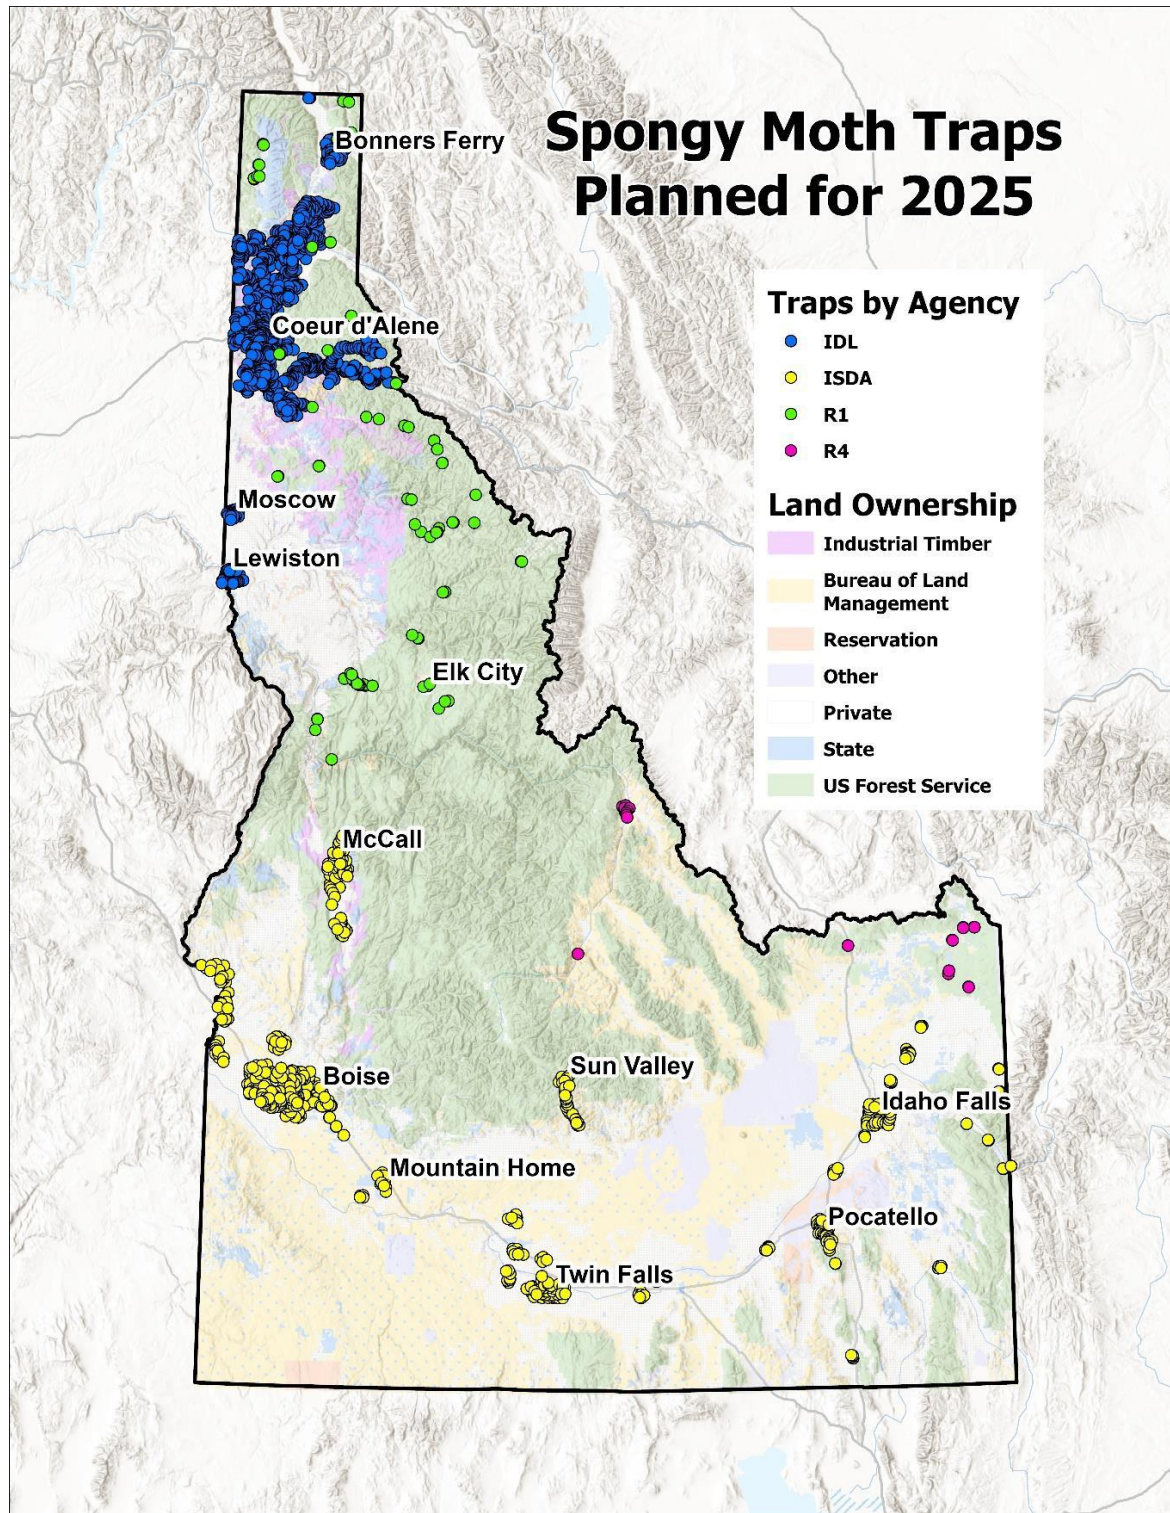 Spongy Moth Traps
Planned for 2025
Bonners Ferry
Coeur d'Alene
Moscow
Lewiston
Elk City
McCall
Boise
Sun Valley
Idaho Falls
Mountain Home
Pocatello
Twin Falls
Traps by Agency
IDL
ISDA
R1
R4
Land Ownership
Industrial Timber
Bureau of Land
Management
Reservation
Other
Private
State
US Forest Service